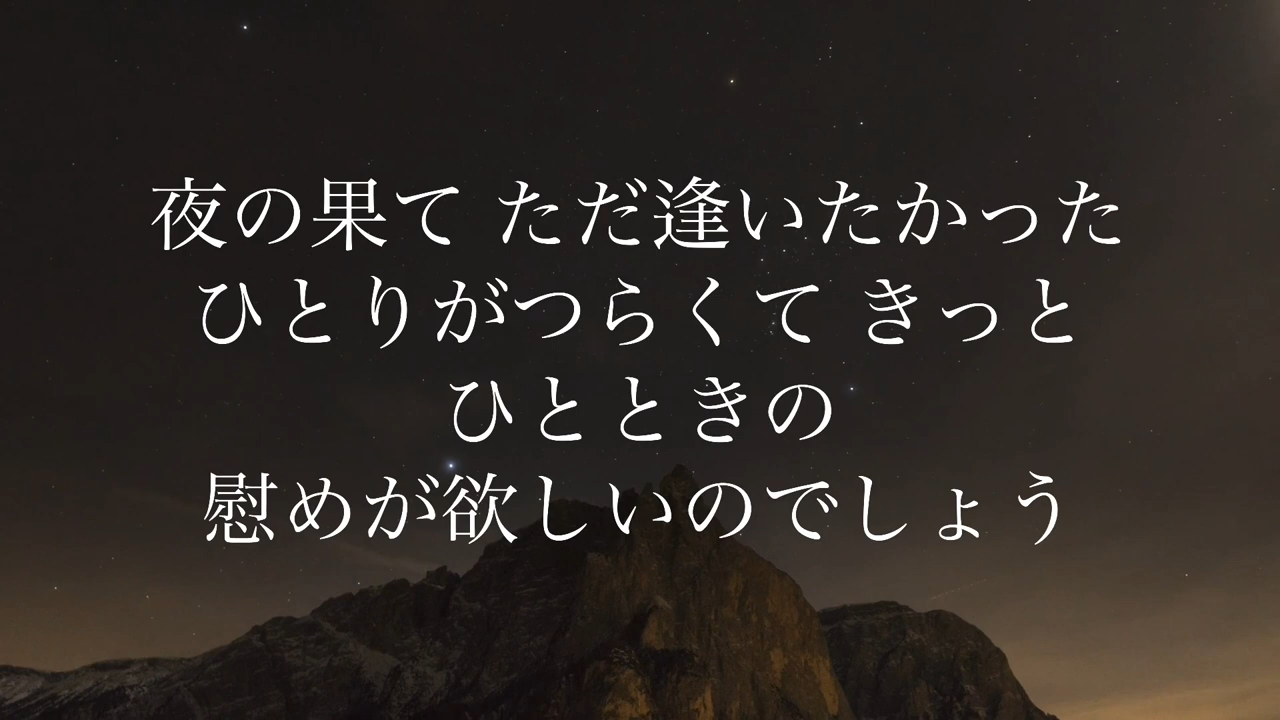 夜の果て ただ逢いたかった
ひとりがつらくて きっと
ひとときの
慰めが欲しいのでしょう